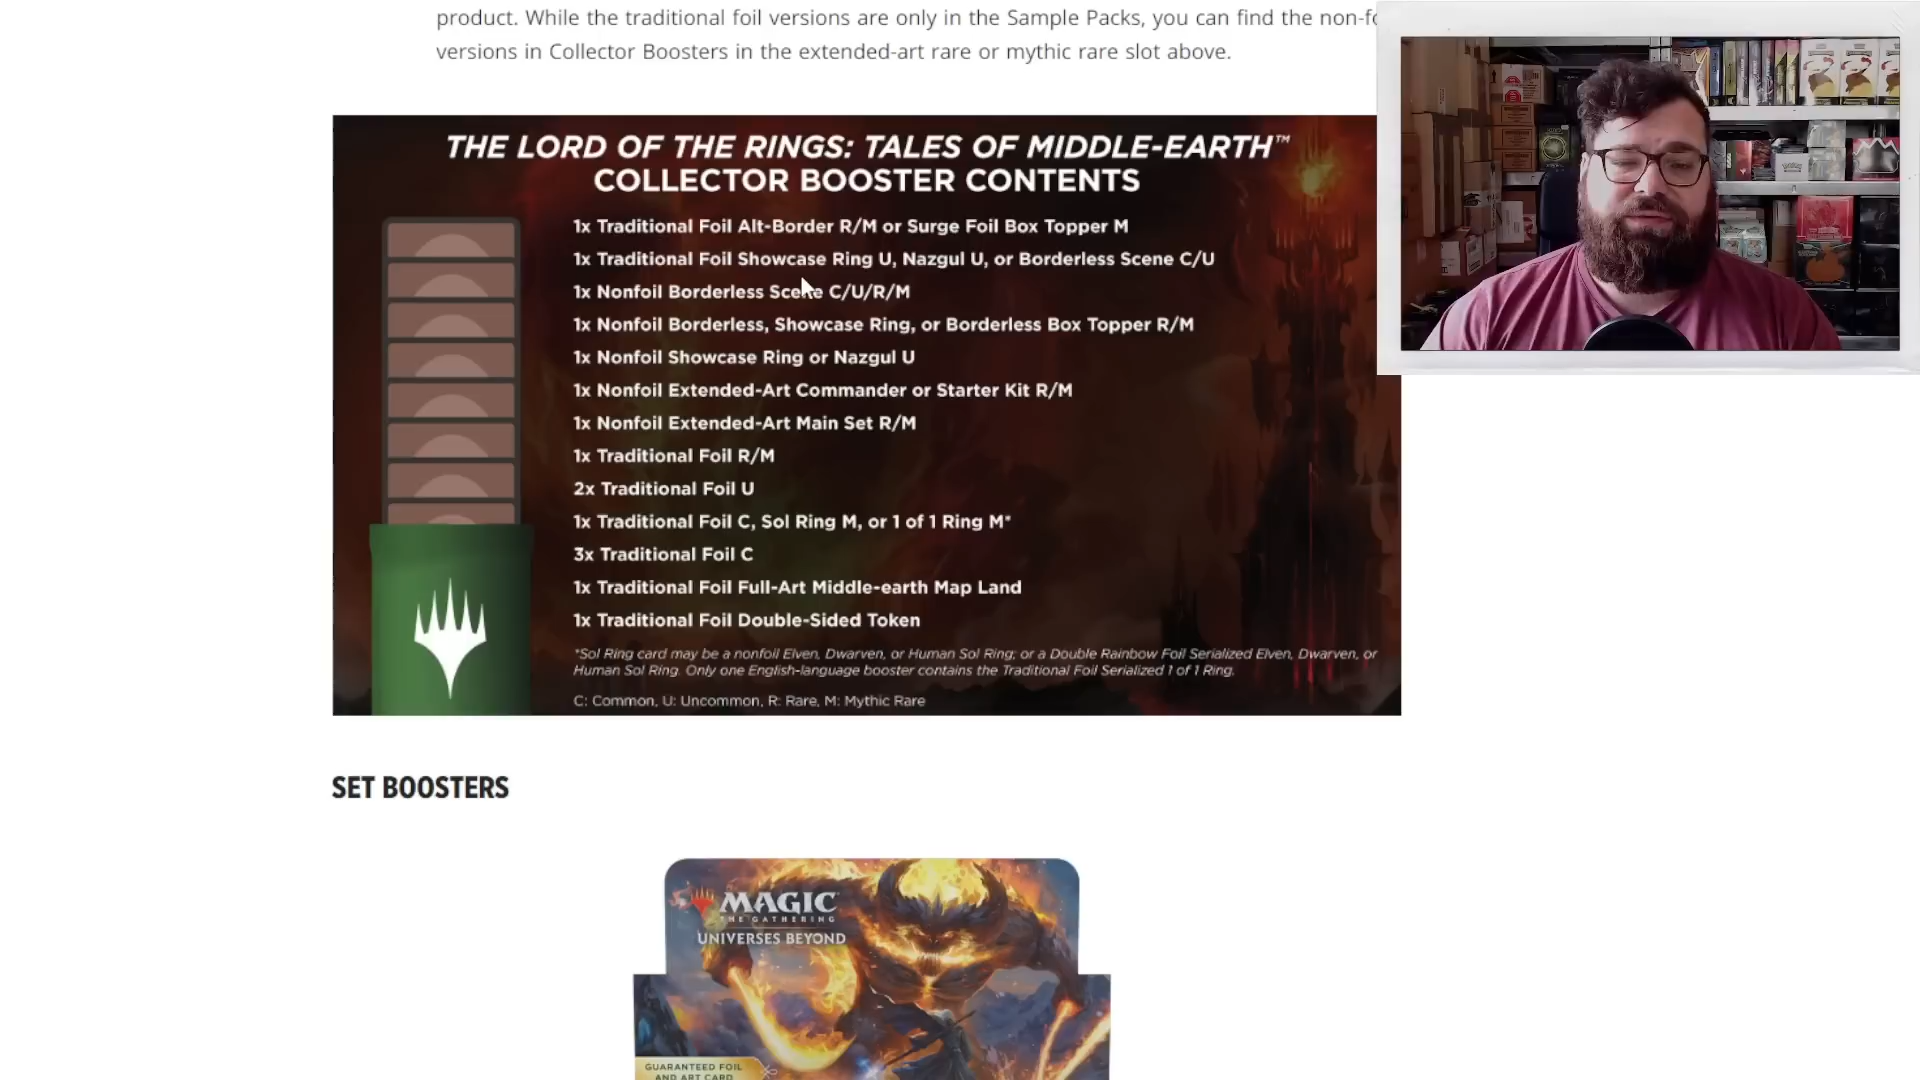 product. While the traditional foil versions are only in the Sample Packs, you can find the non-fo
versions in Collector Boosters in the extended-art rare or mythic rare slot above.
THE LORD OF THE RINGS: TALES OF MIDDLE-EARTH™
COLLECTOR BOOSTER CONTENTS
1x Traditional Foil Alt-Border R/M or Surge Foil Box Topper M
1x Traditional Foil Showcase Ring U, Nazgul U, or Borderless Scene C/U
1x Nonfoil Borderless Scene C/U/R/M
1x Nonfoil Borderless, Showcase Ring, or Borderless Box Topper R/M
1x Nonfoil Showcase Ring or Nazgul U
1x Nonfoil Extended-Art Commander or Starter Kit R/M
1x Nonfoil Extended-Art Main Set R/M
1x Traditional Foil R/M
2x Traditional Foil U
1x Traditional Foil C, Sol Ring M, or 1 of 1 Ring M*
3x Traditional Foil C
1x Traditional Foil Full-Art Middle-earth Map Land
1x Traditional Foil Double-Sided Token
*Sol Ring card may be a nonfoil Elven, Dwarven, or Human Sol Ring; or a Double Rainbow Foil Serialized Elven, Dwarven, or
Human Sol Ring. Only one English-language booster contains the Traditional Foil Serialized 1 of 1 Ring.
C: Common, U: Uncommon, R: Rare, M: Mythic Rare
SET BOOSTERS
MAGIC
THE GATHERING
UNIVERSES BEYOND
GUARANTEED FOIL
AND ART CARD